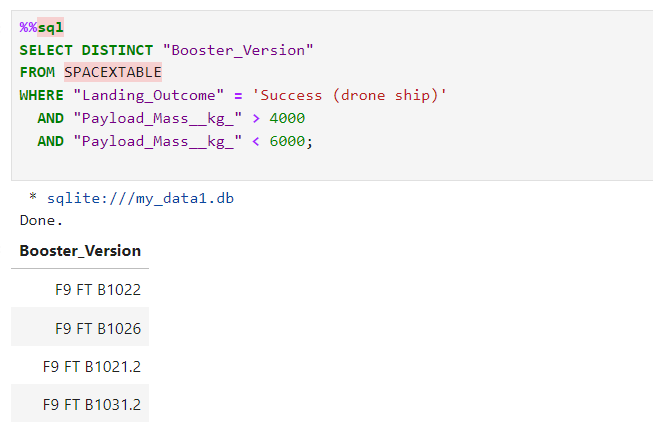 %%sql
SELECT DISTINCT "Booster_Version"
FROM SPACEXTABLE
WHERE "Landing_Outcome" = 'Success (drone ship)'
  AND "Payload_Mass__kg_" > 4000
  AND "Payload_Mass__kg_" < 6000;
* sqlite:///my_data1.db
Done.
Booster_Version
F9 FT B1022
F9 FT B1026
F9 FT B1021.2
F9 FT B1031.2